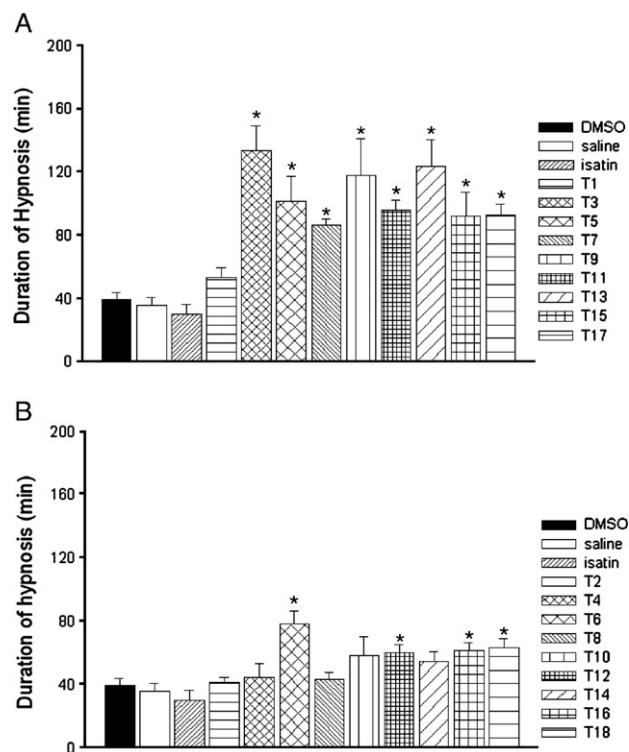 A
200
160
120
80
40
0
Duration of Hypnosis (min)
* * * * * * * *
DMSO
saline
isatin
T1
T3
T5
T7
T9
T11
T13
T15
T17
B
200
160
120
80
40
0
Duration of hypnosis (min)
* * * *
DMSO
saline
isatin
T2
T4
T6
T8
T10
T12
T14
T16
T18